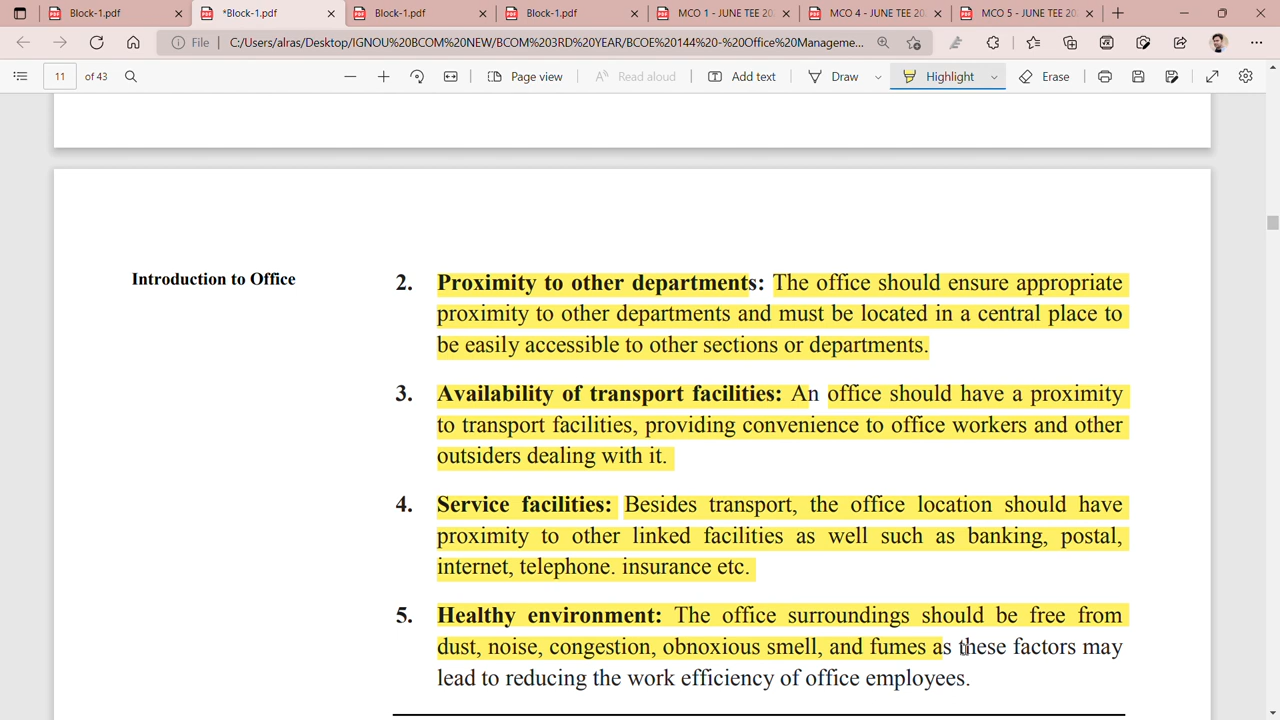 Block-1.pdf
*Block-1.pdf
Block-1.pdf
Block-1.pdf
MCO 1 - JUNE TEE 20
MCO 4 - JUNE TEE 20
MCO 5 - JUNE TEE 20
File C:/Users/alras/Desktop/IGNOU%20BCOM%20NEW/BCOM%203RD%20YEAR/BCOE%20144%20-%20Office%20Manageme...
11 of 43 Page view Read aloud Add text Draw Highlight Erase
Introduction to Office
2. Proximity to other departments: The office should ensure appropriate
proximity to other departments and must be located in a central place to
be easily accessible to other sections or departments.
3. Availability of transport facilities: An office should have a proximity
to transport facilities, providing convenience to office workers and other
outsiders dealing with it.
4. Service facilities: Besides transport, the office location should have
proximity to other linked facilities as well such as banking, postal,
internet, telephone. insurance etc.
5. Healthy environment: The office surroundings should be free from
dust, noise, congestion, obnoxious smell, and fumes as these factors may
lead to reducing the work efficiency of office employees.